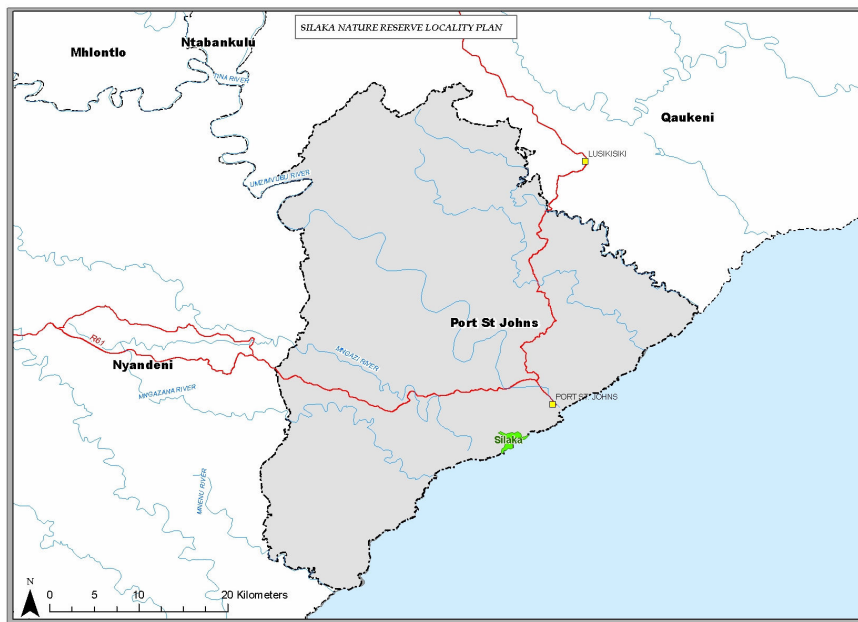 SILAKA NATURE RESERVE LOCALITY PLAN
Ntabankulu
Mhlontlo
TINA RIVER
Qaukeni
LUSIKISIKI
UMZIMVUBU RIVER
Port St Johns
R61
MNGAZI RIVER
Nyandeni
MNGAZANA RIVER
PORT ST. JOHNS
Silaka
MNENU RIVER
N
0 5 10 20 Kilometers